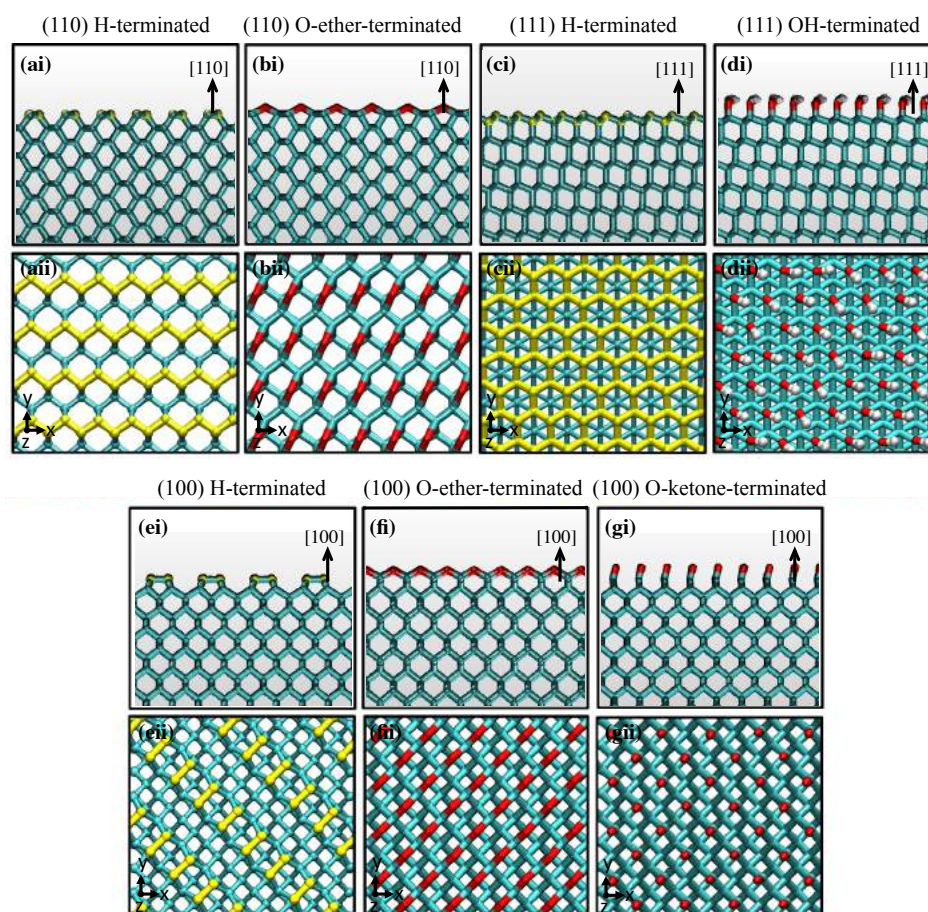 (110) H-terminated (110) O-ether-terminated (111) H-terminated (111) OH-terminated
(ai) [110] (bi) [110] (ci) [111] (di) [111]
(aii) (bii) (cii) (dii)
y y y y
z x z x z x z x
(100) H-terminated (100) O-ether-terminated (100) O-ketone-terminated
(ei) [100] (fi) [100] (gi) [100]
(eii) (fii) (gii)
y y y
z x z x z x